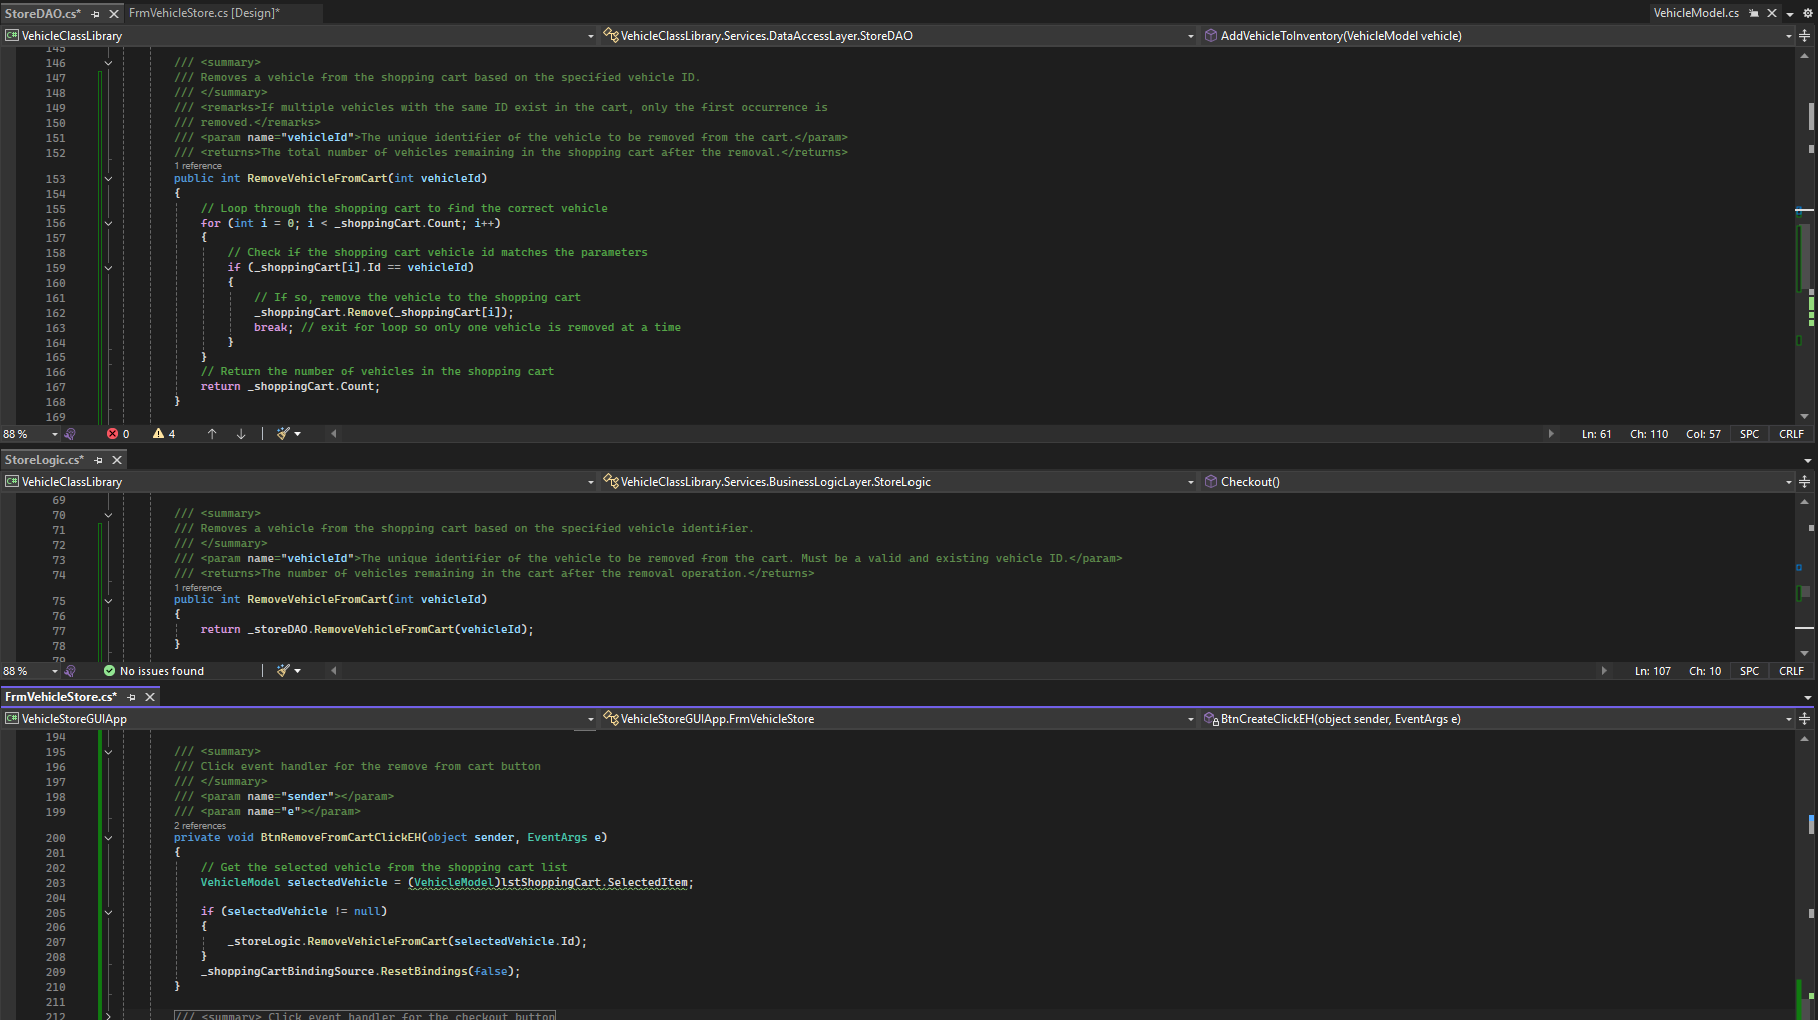 StoreDAO.cs* FrmVehicleStore.cs [Design]* VehicleModel.cs
VehicleClassLibrary VehicleClassLibrary.Services.DataAccessLayer.StoreDAO AddVehicleToInventory(VehicleModel vehicle)
145
146 /// <summary>
147 /// Removes a vehicle from the shopping cart based on the specified vehicle ID.
148 /// </summary>
149 /// <remarks>If multiple vehicles with the same ID exist in the cart, only the first occurrence is
150 /// removed.</remarks>
151 /// <param name="vehicleId">The unique identifier of the vehicle to be removed from the cart.</param>
152 /// <returns>The total number of vehicles remaining in the shopping cart after the removal.</returns>
1 reference
153 public int RemoveVehicleFromCart(int vehicleId)
154 {
155 // Loop through the shopping cart to find the correct vehicle
156 for (int i = 0; i < _shoppingCart.Count; i++)
157 {
158 // Check if the shopping cart vehicle id matches the parameters
159 if (_shoppingCart[i].Id == vehicleId)
160 {
161 // If so, remove the vehicle to the shopping cart
162 _shoppingCart.Remove(_shoppingCart[i]);
163 break; // exit for loop so only one vehicle is removed at a time
164 }
165 }
166 // Return the number of vehicles in the shopping cart
167 return _shoppingCart.Count;
168 }
169
88 % 0 4 Ln: 61 Ch: 110 Col: 57 SPC CRLF
StoreLogic.cs*
VehicleClassLibrary VehicleClassLibrary.Services.BusinessLogicLayer.StoreLogic Checkout()
69
70 /// <summary>
71 /// Removes a vehicle from the shopping cart based on the specified vehicle identifier.
72 /// </summary>
73 /// <param name="vehicleId">The unique identifier of the vehicle to be removed from the cart. Must be a valid and existing vehicle ID.</param>
74 /// <returns>The number of vehicles remaining in the cart after the removal operation.</returns>
1 reference
75 public int RemoveVehicleFromCart(int vehicleId)
76 {
77 return _storeDAO.RemoveVehicleFromCart(vehicleId);
78 }
79
88 % No issues found Ln: 107 Ch: 10 SPC CRLF
FrmVehicleStore.cs*
VehicleStoreGUIApp VehicleStoreGUIApp.FrmVehicleStore BtnCreateClickEH(object sender, EventArgs e)
194
195 /// <summary>
196 /// Click event handler for the remove from cart button
197 /// </summary>
198 /// <param name="sender"></param>
199 /// <param name="e"></param>
2 references
200 private void BtnRemoveFromCartClickEH(object sender, EventArgs e)
201 {
202 // Get the selected vehicle from the shopping cart list
203 VehicleModel selectedVehicle = (VehicleModel)lstShoppingCart.SelectedItem;
204
205 if (selectedVehicle != null)
206 {
207 _storeLogic.RemoveVehicleFromCart(selectedVehicle.Id);
208 }
209 _shoppingCartBindingSource.ResetBindings(false);
210 }
211
212 /// <summary> Click event handler for the checkout button